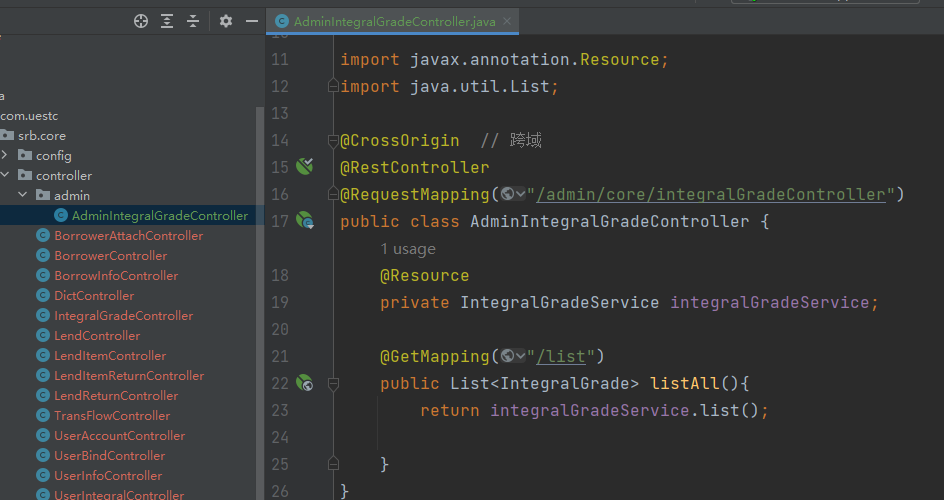 AdminIntegralGradeController.java
a
com.uestc
srb.core
config
controller
admin
AdminIntegralGradeController
BorrowerAttachController
BorrowerController
BorrowInfoController
DictController
IntegralGradeController
LendController
LendItemController
LendItemReturnController
LendReturnController
TransFlowController
UserAccountController
UserBindController
UserInfoController
UserIntegralController
10
11 import javax.annotation.Resource;
12 import java.util.List;
13
14 @CrossOrigin // 跨域
15 @RestController
16 @RequestMapping("/admin/core/integralGradeController")
17 public class AdminIntegralGradeController {
1 usage
18 @Resource
19 private IntegralGradeService integralGradeService;
20
21 @GetMapping("/list")
22 public List<IntegralGrade> listAll(){
23 return integralGradeService.list();
24
25 }
26 }